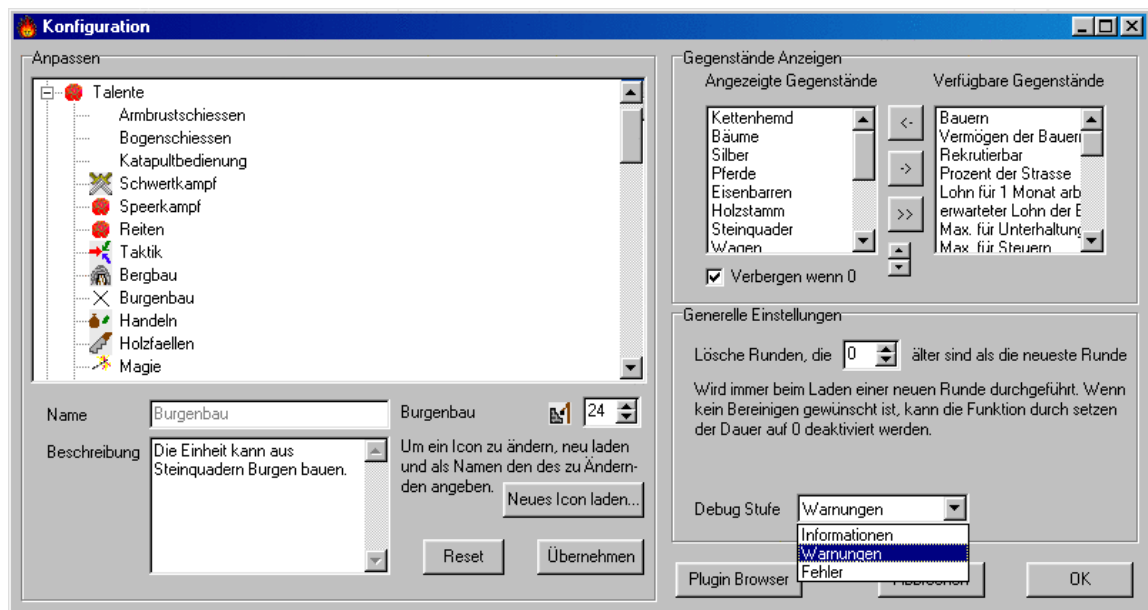 Konfiguration
Anpassen
Talente
Armbrustschiessen
Bogenschiessen
Katapultbedienung
Schwertkampf
Speerkampf
Reiten
Taktik
Bergbau
Burgenbau
Handeln
Holzfaellen
Magie
Name
Burgenbau
Beschreibung
Die Einheit kann aus
Steinquadern Burgen bauen.
Burgenbau
24
Um ein Icon zu ändern, neu laden
und als Namen den des zu Ändern-
den angeben.
Neues Icon laden...
Reset
Übernehmen
Gegenstände Anzeigen
Angezeigte Gegenstände
Kettenhemd
Bäume
Silber
Pferde
Eisenbarren
Holzstamm
Steinquader
Wagen
<-
->
>>
Verfügbare Gegenstände
Bauern
Vermögen der Bauern
Rekrutierbar
Prozent der Strasse
Lohn für 1 Monat arb
erwarteter Lohn der
Max. für Unterhaltung
Max. für Steuern
Verbergen wenn 0
Generelle Einstellungen
Lösche Runden, die 0 älter sind als die neueste Runde
Wird immer beim Laden einer neuen Runde durchgeführt. Wenn
kein Bereinigen gewünscht ist, kann die Funktion durch setzen
der Dauer auf 0 deaktiviert werden.
Debug Stufe
Warnungen
Informationen
Warnungen
Fehler
Plugin Browser
OK